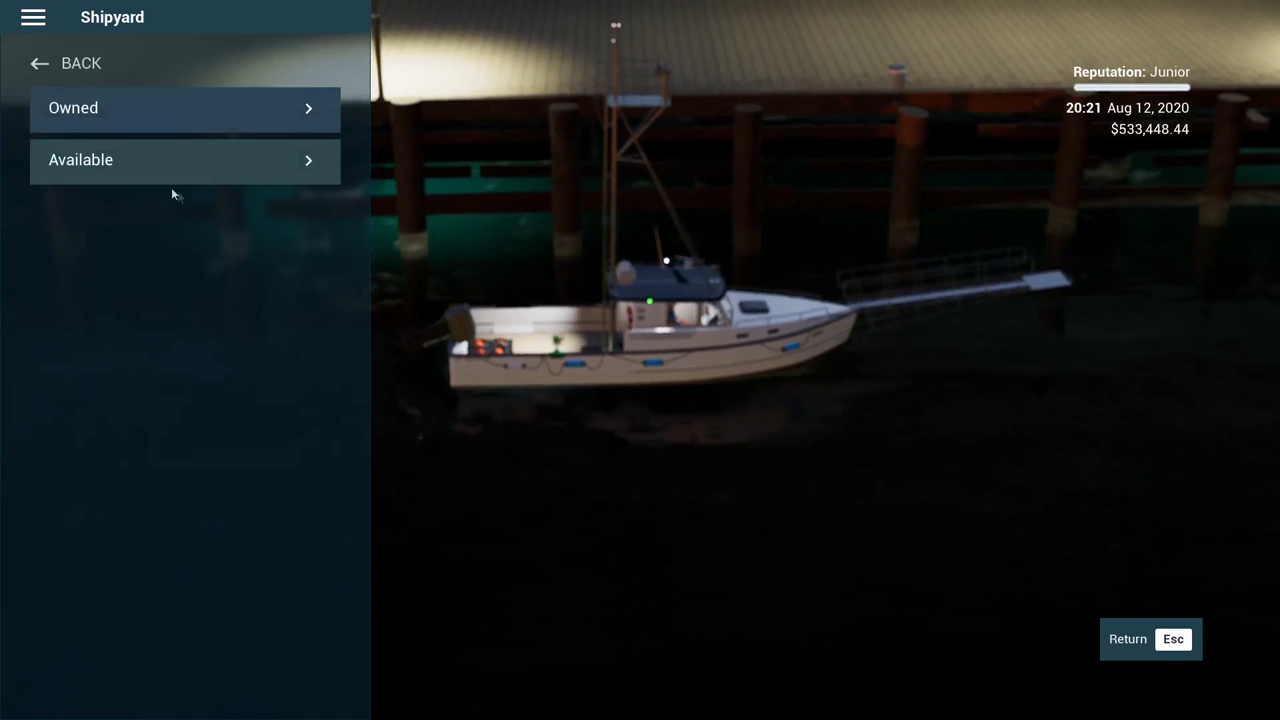 Shipyard
BACK
Owned
Available
Reputation: Junior
20:21 Aug 12, 2020
$533,448.44
Return Esc